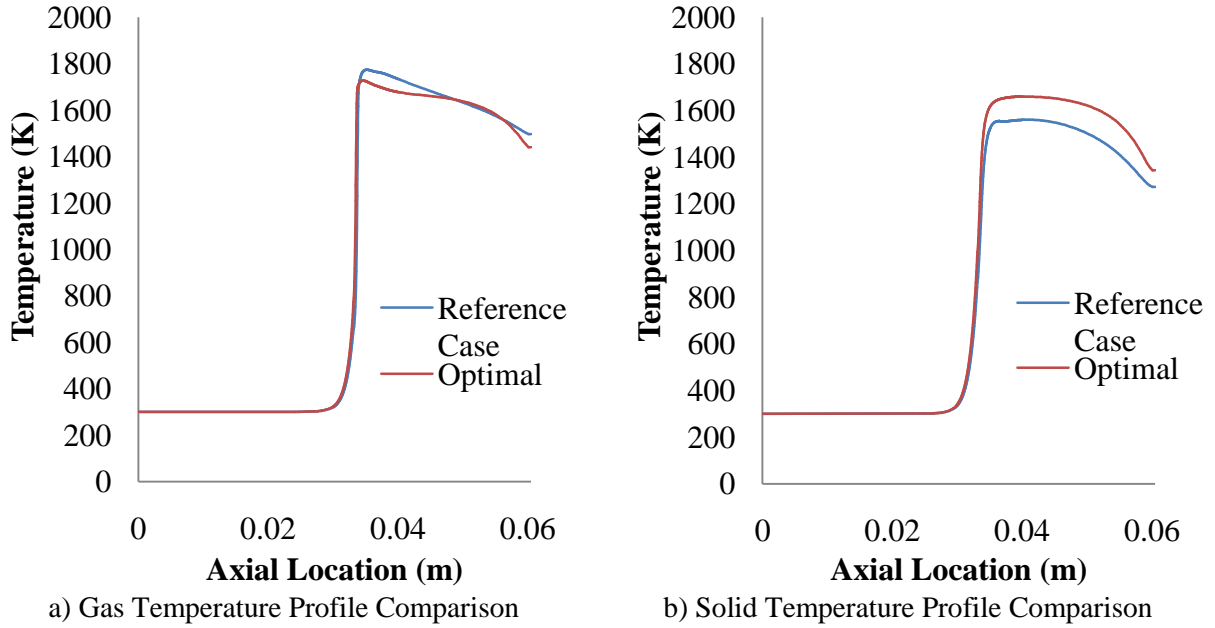 2000
1800
1600
1400
1200
1000
800
600
400
200
0
Temperature (K)
Reference
Case
Optimal
0 0.02 0.04 0.06
Axial Location (m)
a) Gas Temperature Profile Comparison
2000
1800
1600
1400
1200
1000
800
600
400
200
0
Temperature (K)
Reference
Case
Optimal
0 0.02 0.04 0.06
Axial Location (m)
b) Solid Temperature Profile Comparison